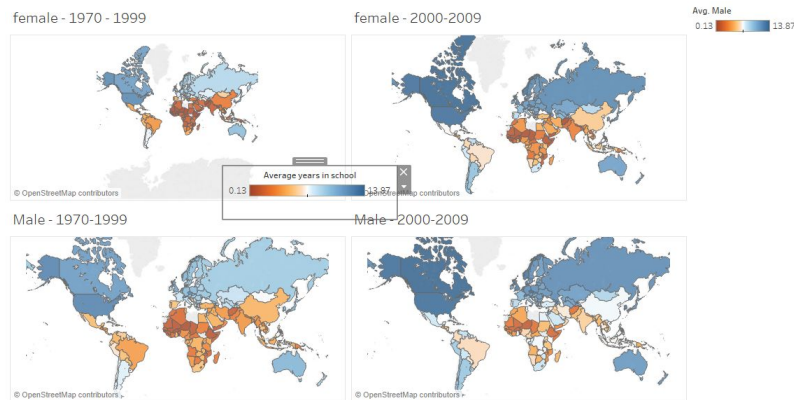 female - 1970 - 1999
female - 2000-2009
Avg. Male
0.13
13.87
Average years in school
0.13
13.87
© OpenStreetMap contributors
OpenStreetMap contributors
Male - 1970-1999
Male - 2000-2009
© OpenStreetMap contributors
© OpenStreetMap contributors